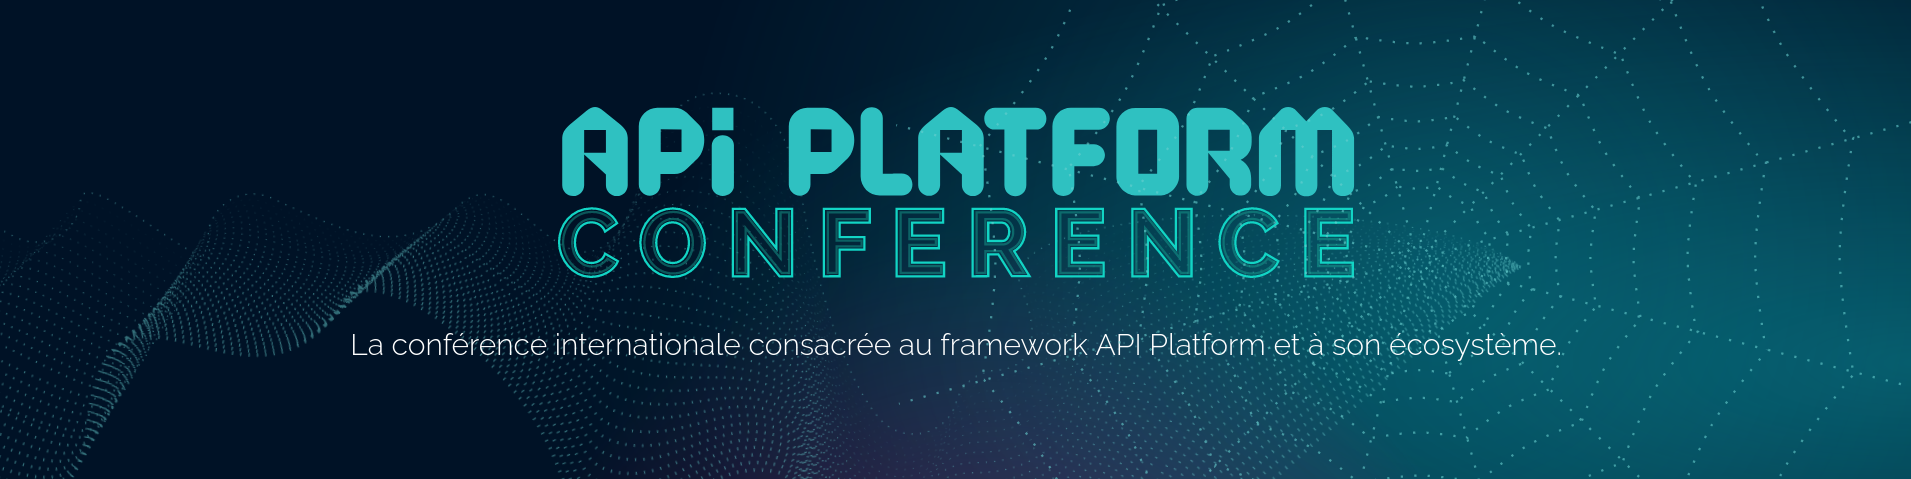 APi PLATFORM
CONFERENCE
La conférence internationale consacrée au framework API Platform et à son écosystème.